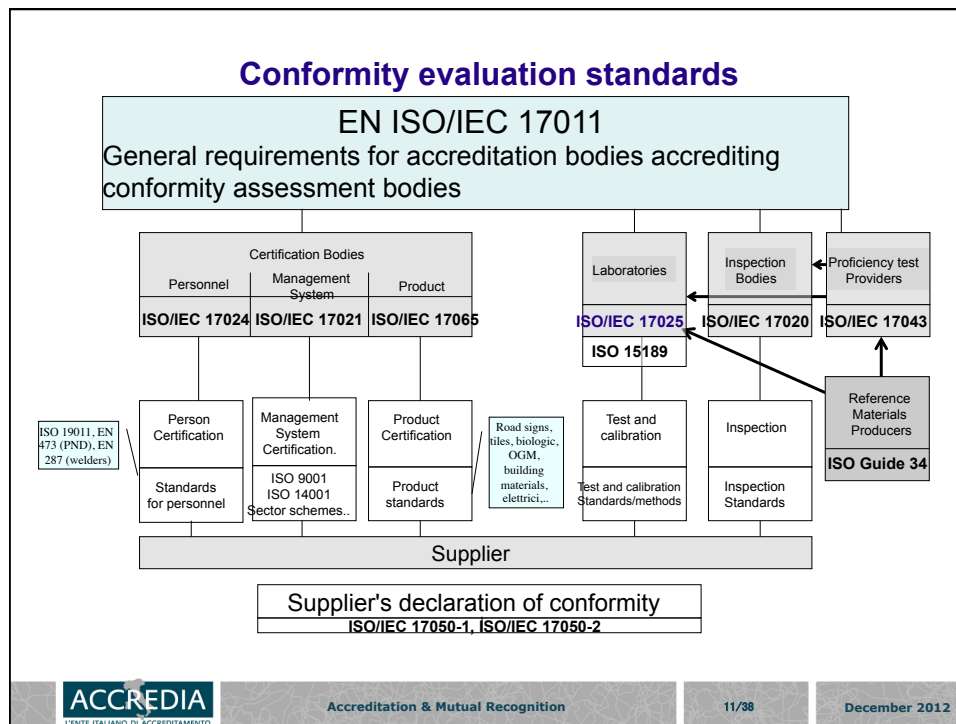 Conformity evaluation standards
EN ISO/IEC 17011
General requirements for accreditation bodies accrediting
conformity assessment bodies
Certification Bodies
Personnel
Management
System
Product
ISO/IEC 17024
ISO/IEC 17021
ISO/IEC 17065
Laboratories
ISO/IEC 17025
ISO 15189
Inspection
Bodies
ISO/IEC 17020
Proficiency test
Providers
ISO/IEC 17043
Reference
Materials
Producers
ISO Guide 34
ISO 19011, EN
473 (PND), EN
287 (welders)
Person
Certification
Standards
for personnel
Management
System
Certification.
ISO 9001
ISO 14001
Sector schemes..
Product
Certification
Product
standards
Road signs,
tiles, biologic,
OGM,
building
materials,
elettrici,..
Test and
calibration
Test and calibration
Standards/methods
Inspection
Inspection
Standards
Supplier
Supplier's declaration of conformity
ISO/IEC 17050-1, ISO/IEC 17050-2
ACCREDIA
L'ENTE ITALIANO DI ACCREDITAMENTO
Accreditation & Mutual Recognition
11/38
December 2012